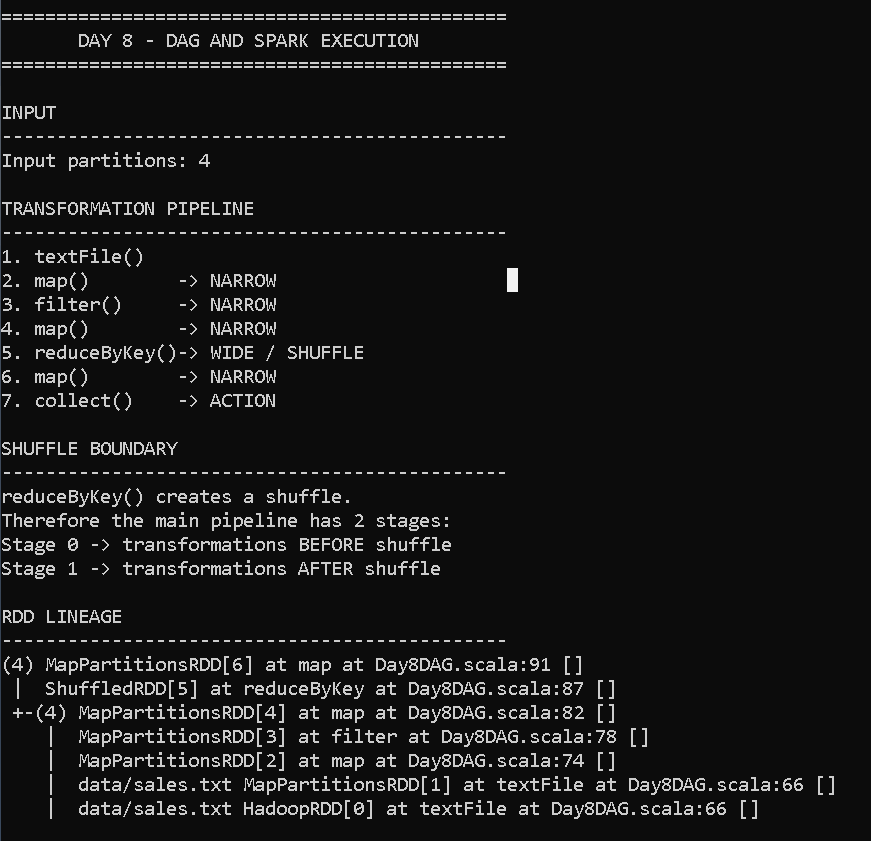 ==============================================
       DAY 8 - DAG AND SPARK EXECUTION
==============================================
INPUT
----------------------------------------------
Input partitions: 4
TRANSFORMATION PIPELINE
----------------------------------------------
1. textFile()
2. map()        -> NARROW
3. filter()     -> NARROW
4. map()        -> NARROW
5. reduceByKey()-> WIDE / SHUFFLE
6. map()        -> NARROW
7. collect()    -> ACTION
SHUFFLE BOUNDARY
----------------------------------------------
reduceByKey() creates a shuffle.
Therefore the main pipeline has 2 stages:
Stage 0 -> transformations BEFORE shuffle
Stage 1 -> transformations AFTER shuffle
RDD LINEAGE
----------------------------------------------
(4) MapPartitionsRDD[6] at map at Day8DAG.scala:91 []
 |  ShuffledRDD[5] at reduceByKey at Day8DAG.scala:87 []
 +-(4) MapPartitionsRDD[4] at map at Day8DAG.scala:82 []
    |  MapPartitionsRDD[3] at filter at Day8DAG.scala:78 []
    |  MapPartitionsRDD[2] at map at Day8DAG.scala:74 []
    |  data/sales.txt MapPartitionsRDD[1] at textFile at Day8DAG.scala:66 []
    |  data/sales.txt HadoopRDD[0] at textFile at Day8DAG.scala:66 []